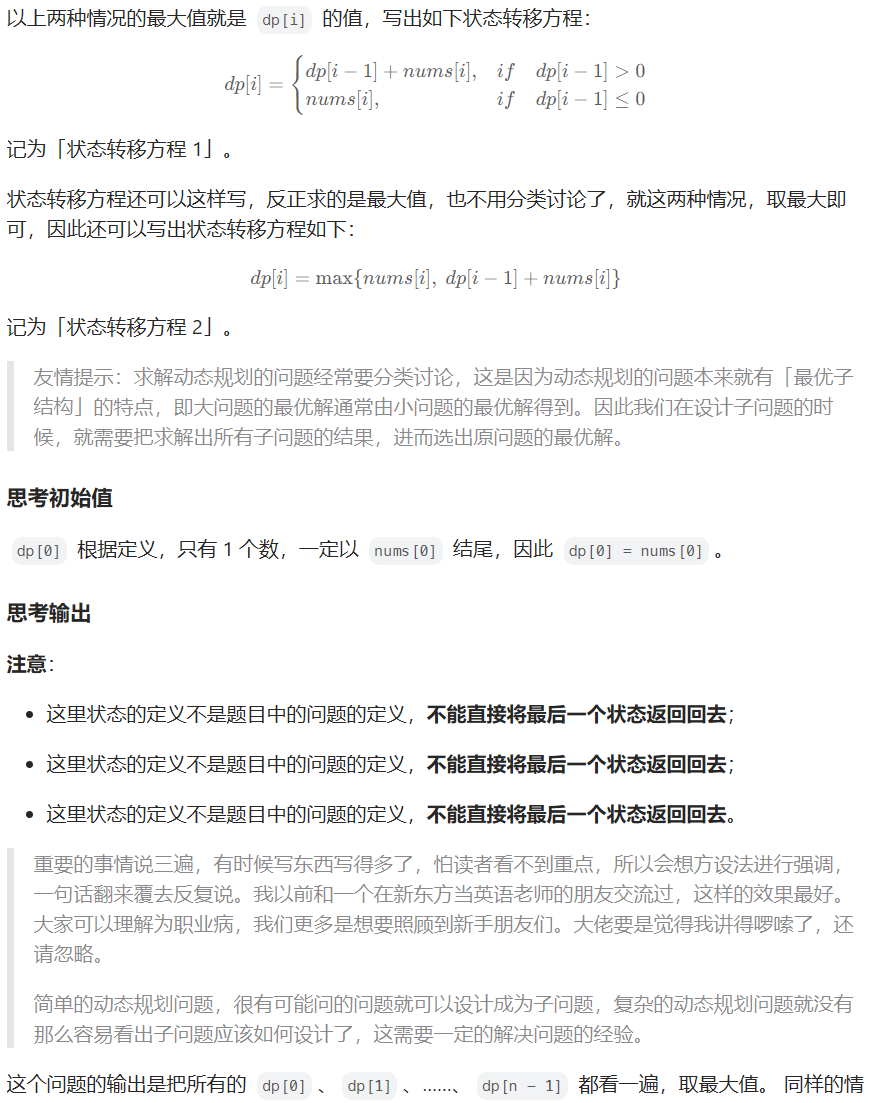 以上两种情况的最大值就是 dp[i] 的值，写出如下状态转移方程：
dp[i] = { dp[i − 1] + nums[i], if dp[i − 1] > 0
nums[i], if dp[i − 1] ≤ 0
记为「状态转移方程 1」。
状态转移方程还可以这样写，反正求的是最大值，也不用分类讨论了，就这两种情况，取最大即
可，因此还可以写出状态转移方程如下：
dp[i] = max{nums[i], dp[i − 1] + nums[i]}
记为「状态转移方程 2」。
友情提示：求解动态规划的问题经常要分类讨论，这是因为动态规划的问题本来就有「最优子
结构」的特点，即大问题的最优解通常由小问题的最优解得到。因此我们在设计子问题的时
候，就需要把求解出所有子问题的结果，进而选出原问题的最优解。
思考初始值
dp[0] 根据定义，只有 1 个数，一定以 nums[0] 结尾，因此 dp[0] = nums[0] 。
思考输出
注意：
• 这里状态的定义不是题目中的问题的定义，不能直接将最后一个状态返回回去；
• 这里状态的定义不是题目中的问题的定义，不能直接将最后一个状态返回回去；
• 这里状态的定义不是题目中的问题的定义，不能直接将最后一个状态返回回去。
重要的事情说三遍，有时候写东西写得多了，怕读者看不到重点，所以会想方设法进行强调，
一句话翻来覆去反复说。我以前和一个在新东方当英语老师的朋友交流过，这样的效果最好。
大家可以理解为职业病，我们更多是想要照顾到新手朋友们。大佬要是觉得我讲得啰嗦了，还
请忽略。
简单的动态规划问题，很有可能问的问题就可以设计成为子问题，复杂的动态规划问题就没有
那么容易看出子问题应该如何设计了，这需要一定的解决问题的经验。
这个问题的输出是把所有的 dp[0] 、 dp[1] 、……、 dp[n - 1] 都看一遍，取最大值。 同样的情